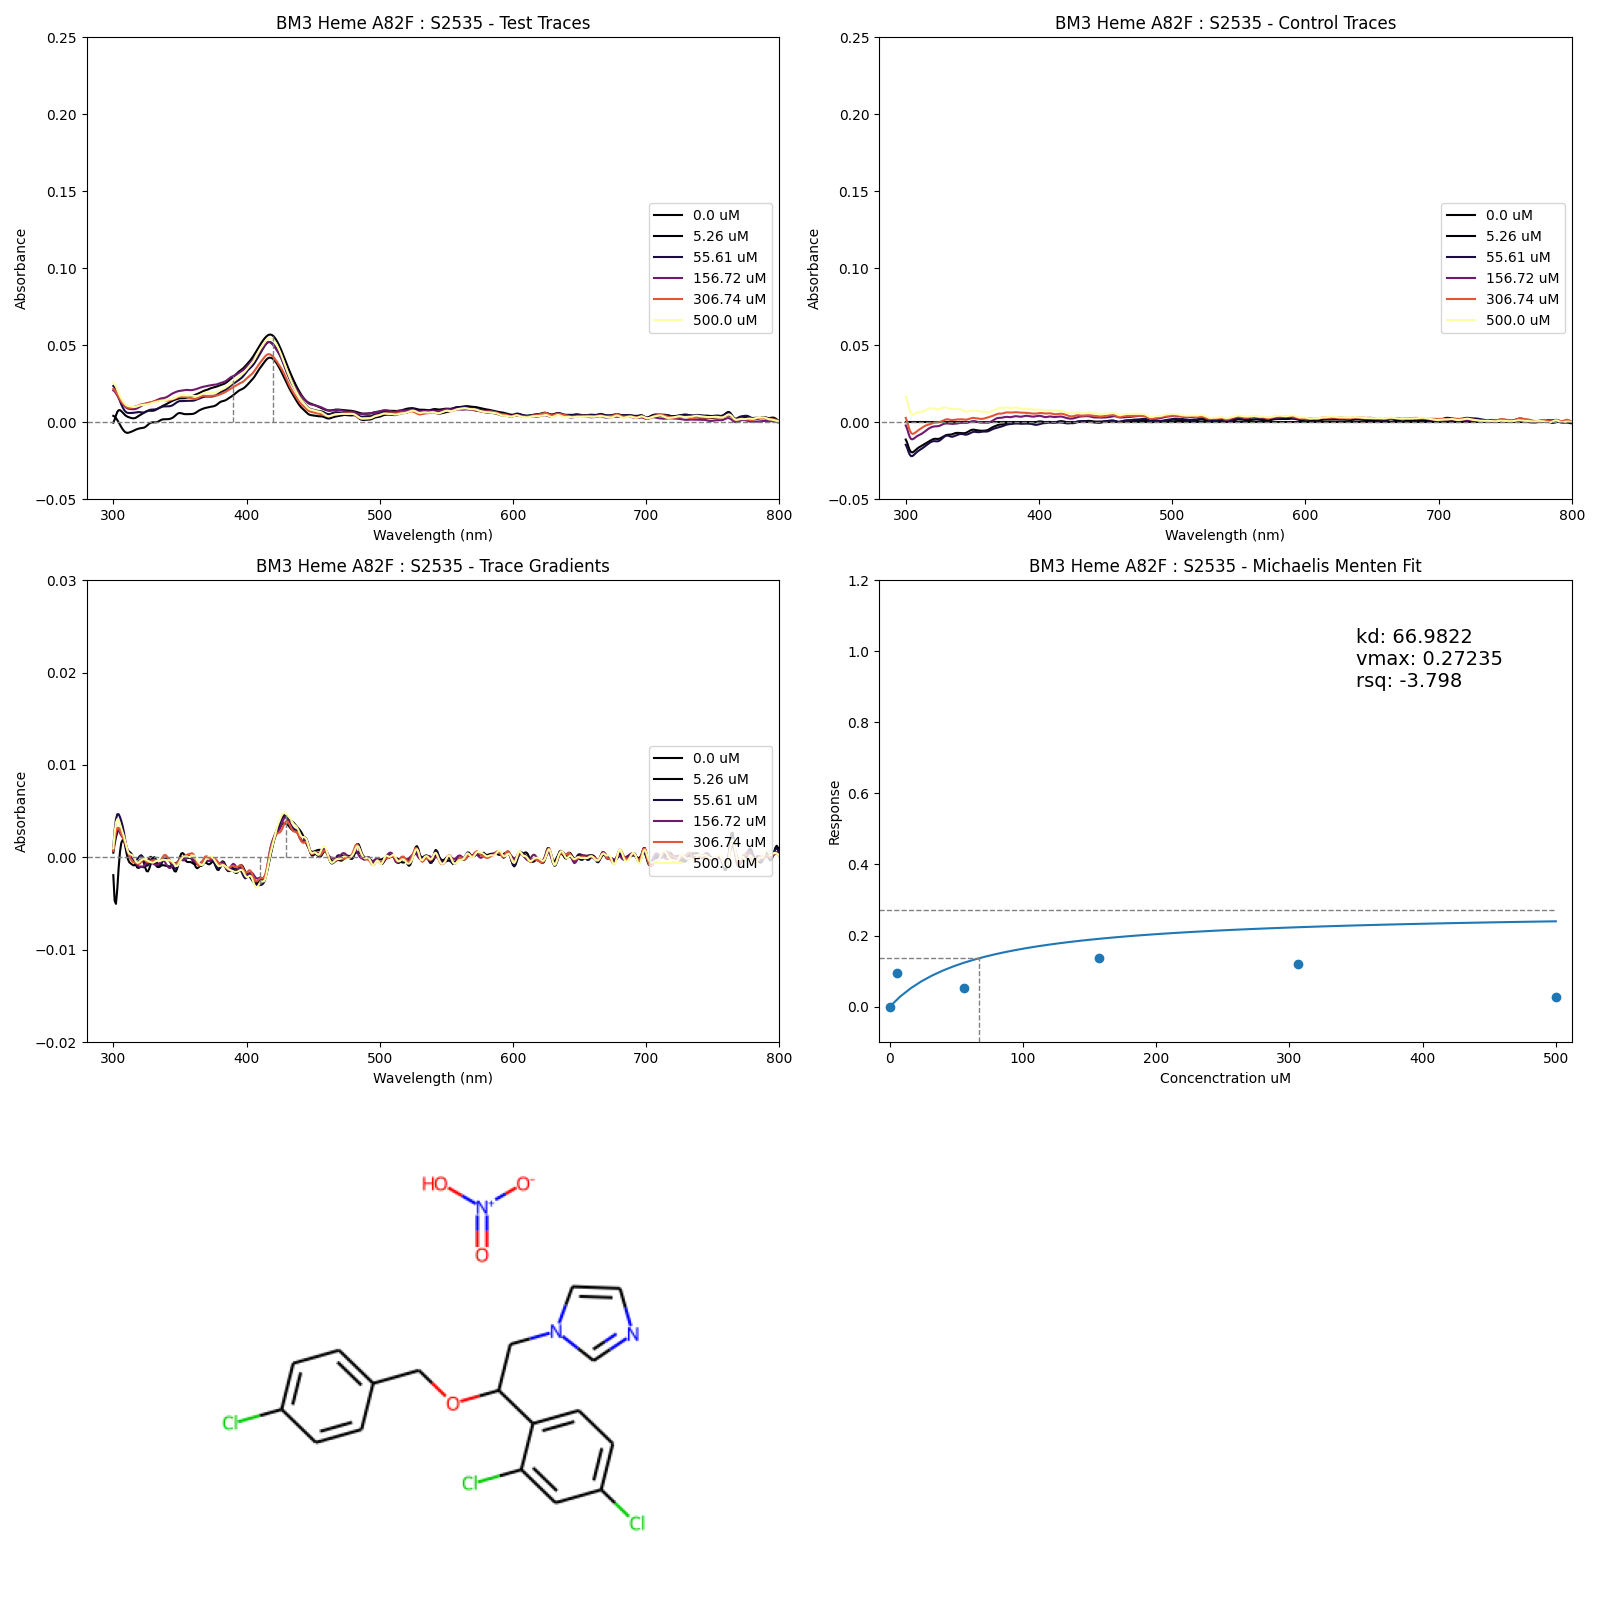 BM3 Heme A82F : S2535 - Test Traces
0.25
0.20
0.15
0.10
0.05
0.00
−0.05
Absorbance
300
400
500
600
700
800
Wavelength (nm)
0.0 uM
5.26 uM
55.61 uM
156.72 uM
306.74 uM
500.0 uM
BM3 Heme A82F : S2535 - Control Traces
0.25
0.20
0.15
0.10
0.05
0.00
−0.05
Absorbance
300
400
500
600
700
800
Wavelength (nm)
0.0 uM
5.26 uM
55.61 uM
156.72 uM
306.74 uM
500.0 uM
BM3 Heme A82F : S2535 - Trace Gradients
0.03
0.02
0.01
0.00
−0.01
−0.02
Absorbance
300
400
500
600
700
800
Wavelength (nm)
0.0 uM
5.26 uM
55.61 uM
156.72 uM
306.74 uM
500.0 uM
BM3 Heme A82F : S2535 - Michaelis Menten Fit
1.2
1.0
0.8
0.6
0.4
0.2
0.0
Response
0
100
200
300
400
500
Concenctration uM
kd: 66.9822
vmax: 0.27235
rsq: -3.798
HO
N+
O-
O
N
N
O
Cl
Cl
Cl